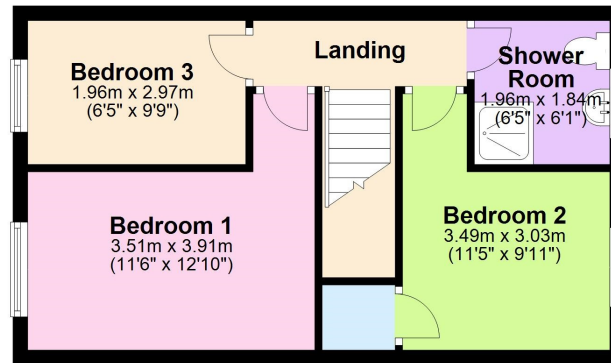 Landing
Bedroom 3
1.96m x 2.97m
(6'5" x 9'9")
Shower
Room
1.96m x 1.84m
(6'5" x 6'1")
Bedroom 1
3.51m x 3.91m
(11'6" x 12'10")
Bedroom 2
3.49m x 3.03m
(11'5" x 9'11")